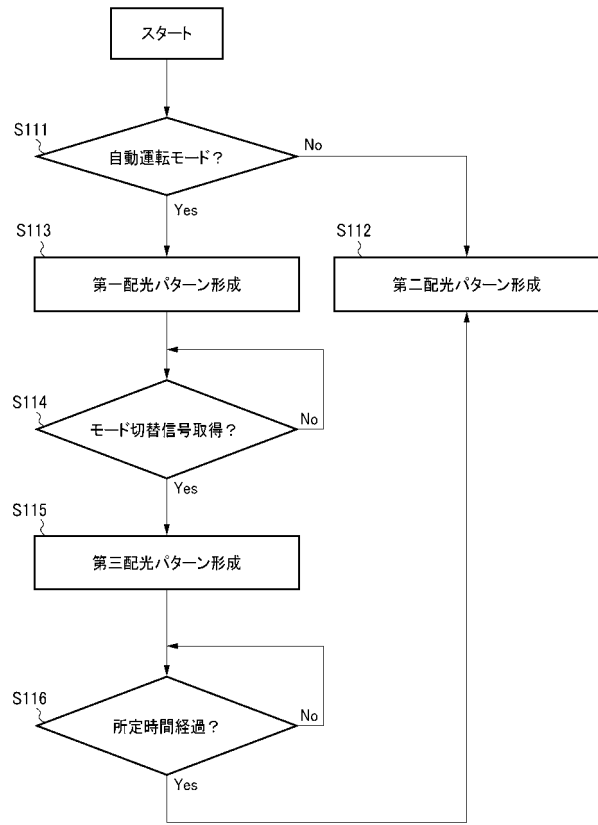 スタート
S111
自動運転モード？
No
Yes
S113
第一配光パターン形成
S112
第二配光パターン形成
S114
モード切替信号取得？
No
Yes
S115
第三配光パターン形成
S116
所定時間経過？
No
Yes